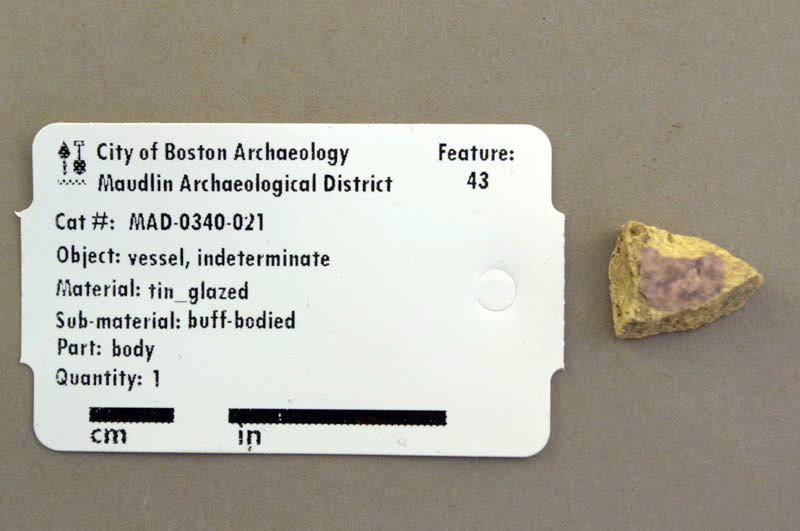 City of Boston Archaeology
Maudlin Archaeological District
Feature:
43
Cat #: MAD-0340-021
Object: vessel, indeterminate
Material: tin_glazed
Sub-material: buff-bodied
Part: body
Quantity: 1
cm
in